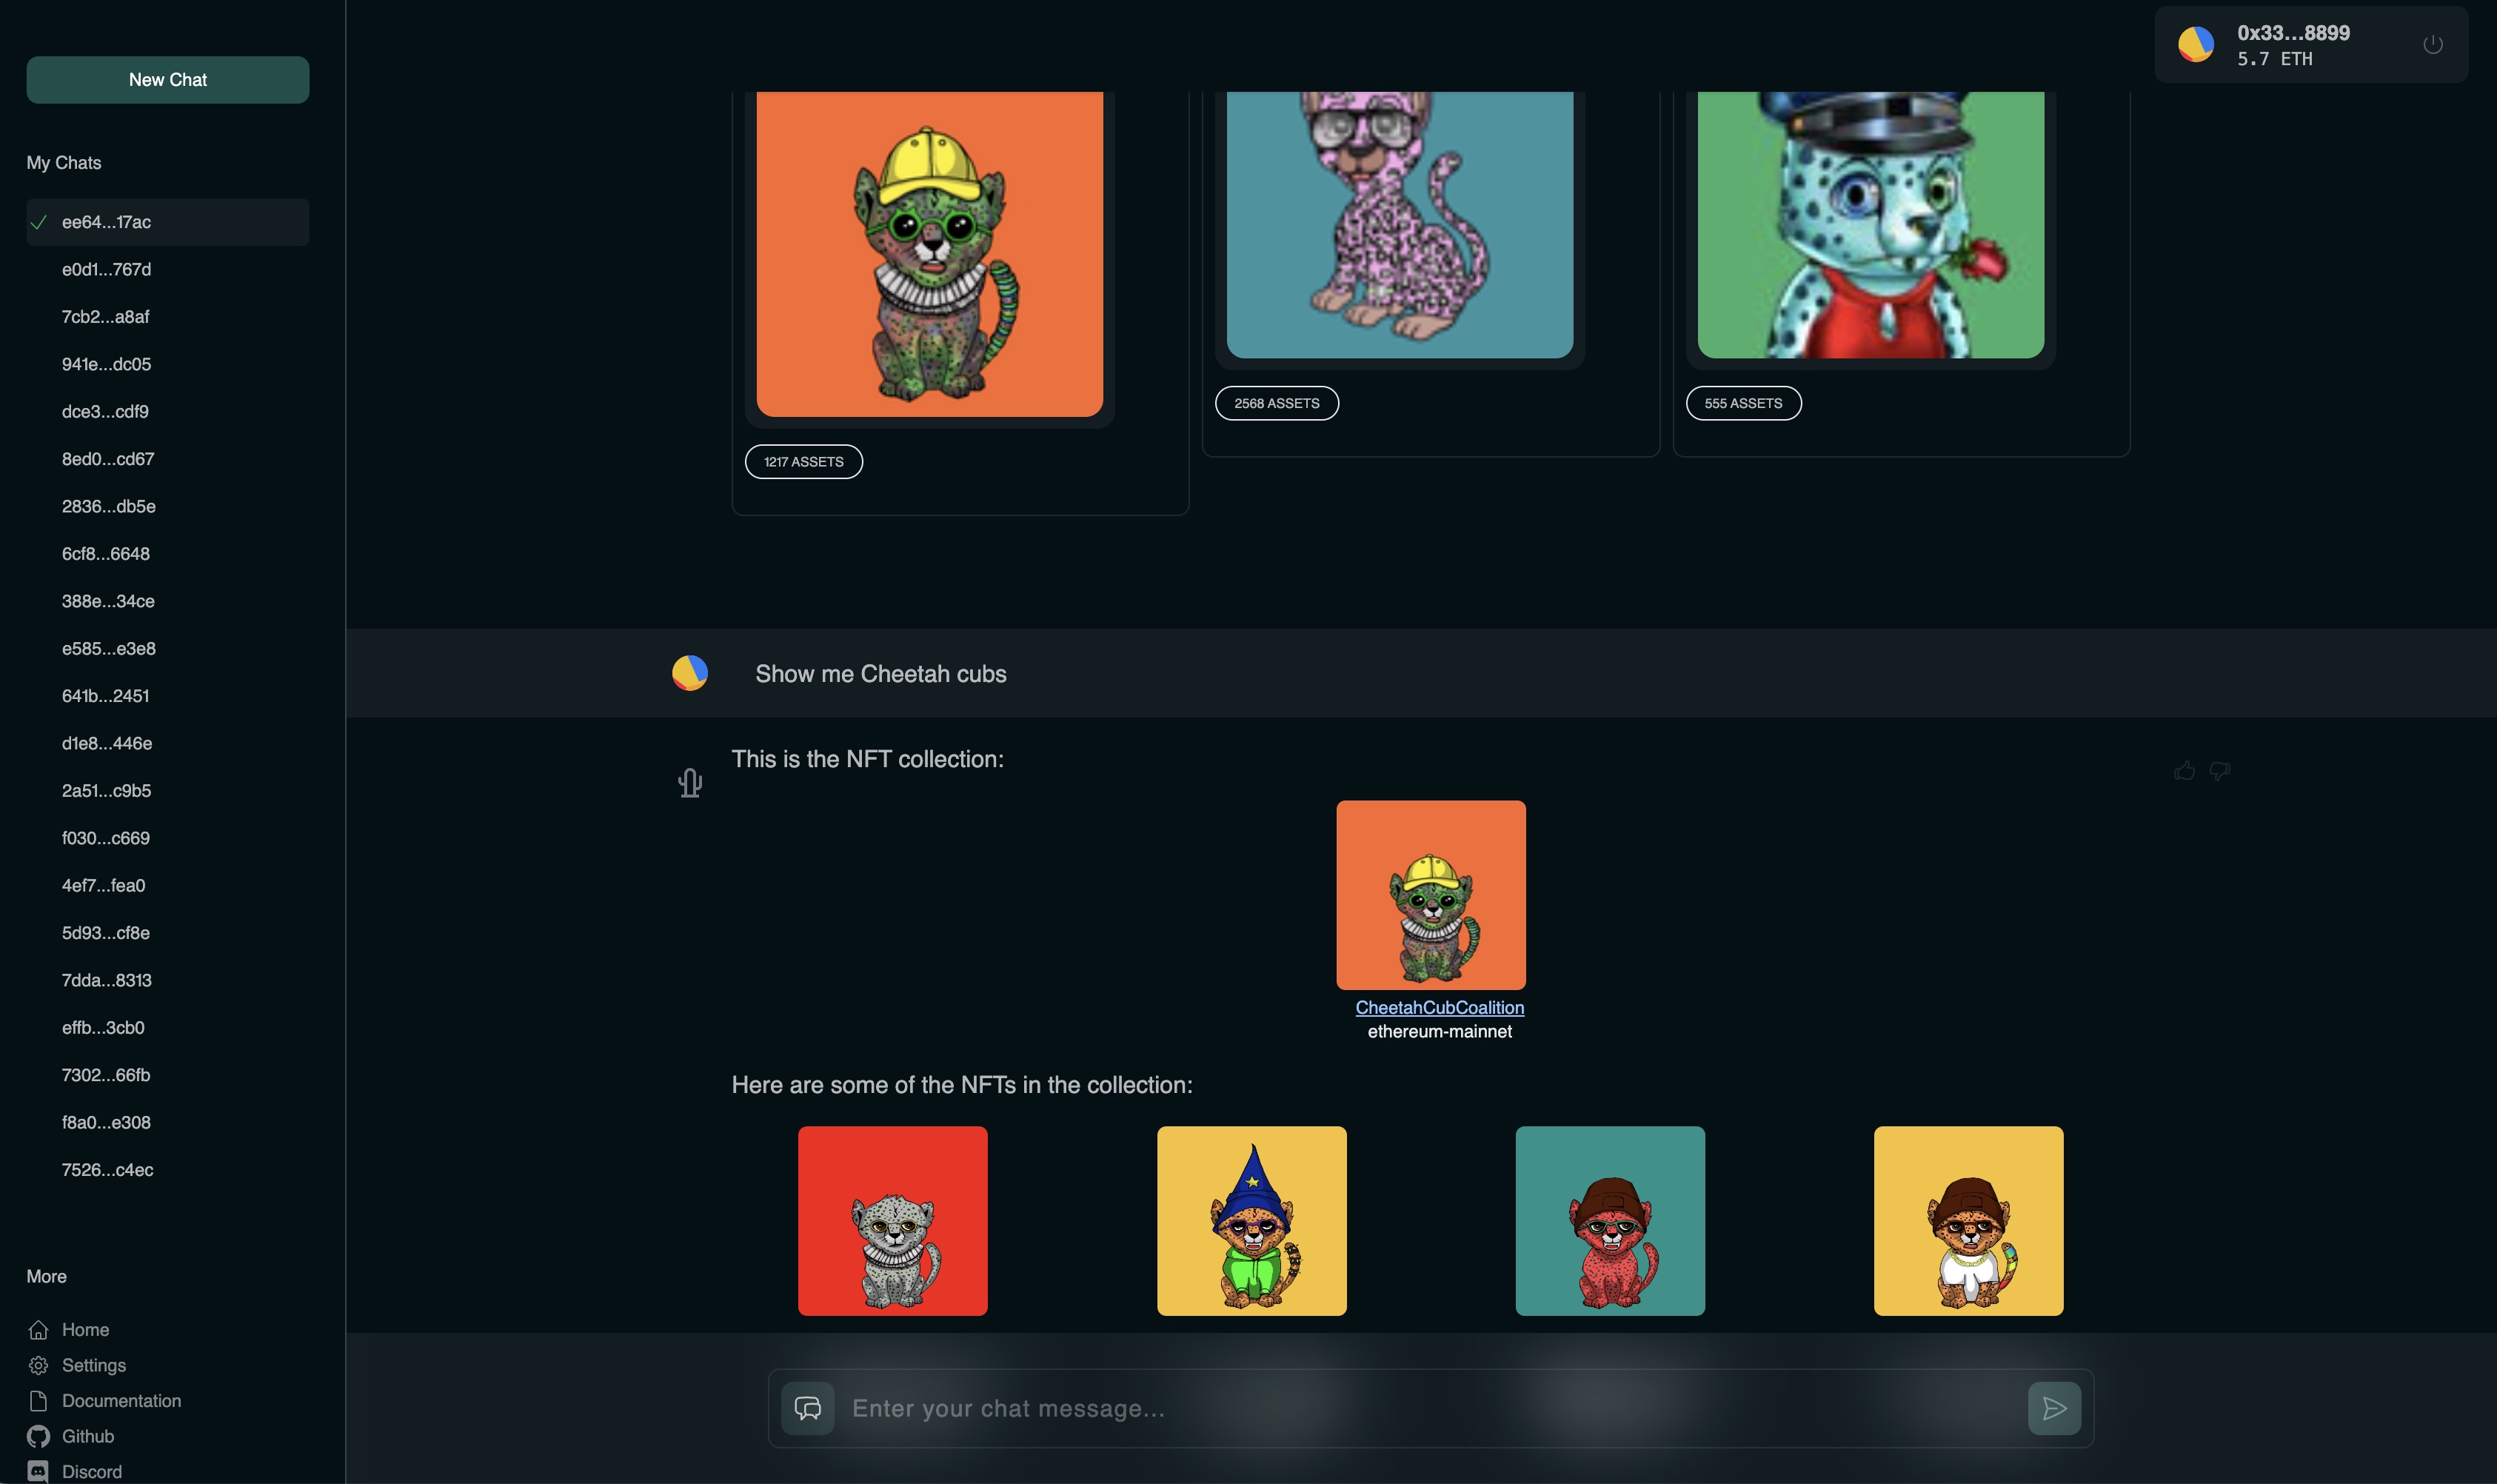 New Chat
My Chats
ee64...17ac
e0d1...767d
7cb2...a8af
941e...dc05
dce3...cdf9
8ed0...cd67
2836...db5e
6cf8...6648
388e...34ce
e585...e3e8
641b...2451
d1e8...446e
2a51...c9b5
f030...c669
4ef7...fea0
5d93...cf8e
7dda...8313
effb...3cb0
7302...66fb
f8a0...e308
7526...c4ec
More
Home
Settings
Documentation
Github
Discord
0x33...8899
5.7 ETH
1217 ASSETS
2568 ASSETS
555 ASSETS
Show me Cheetah cubs
This is the NFT collection:
CheetahCubCoalition
ethereum-mainnet
Here are some of the NFTs in the collection:
Enter your chat message...